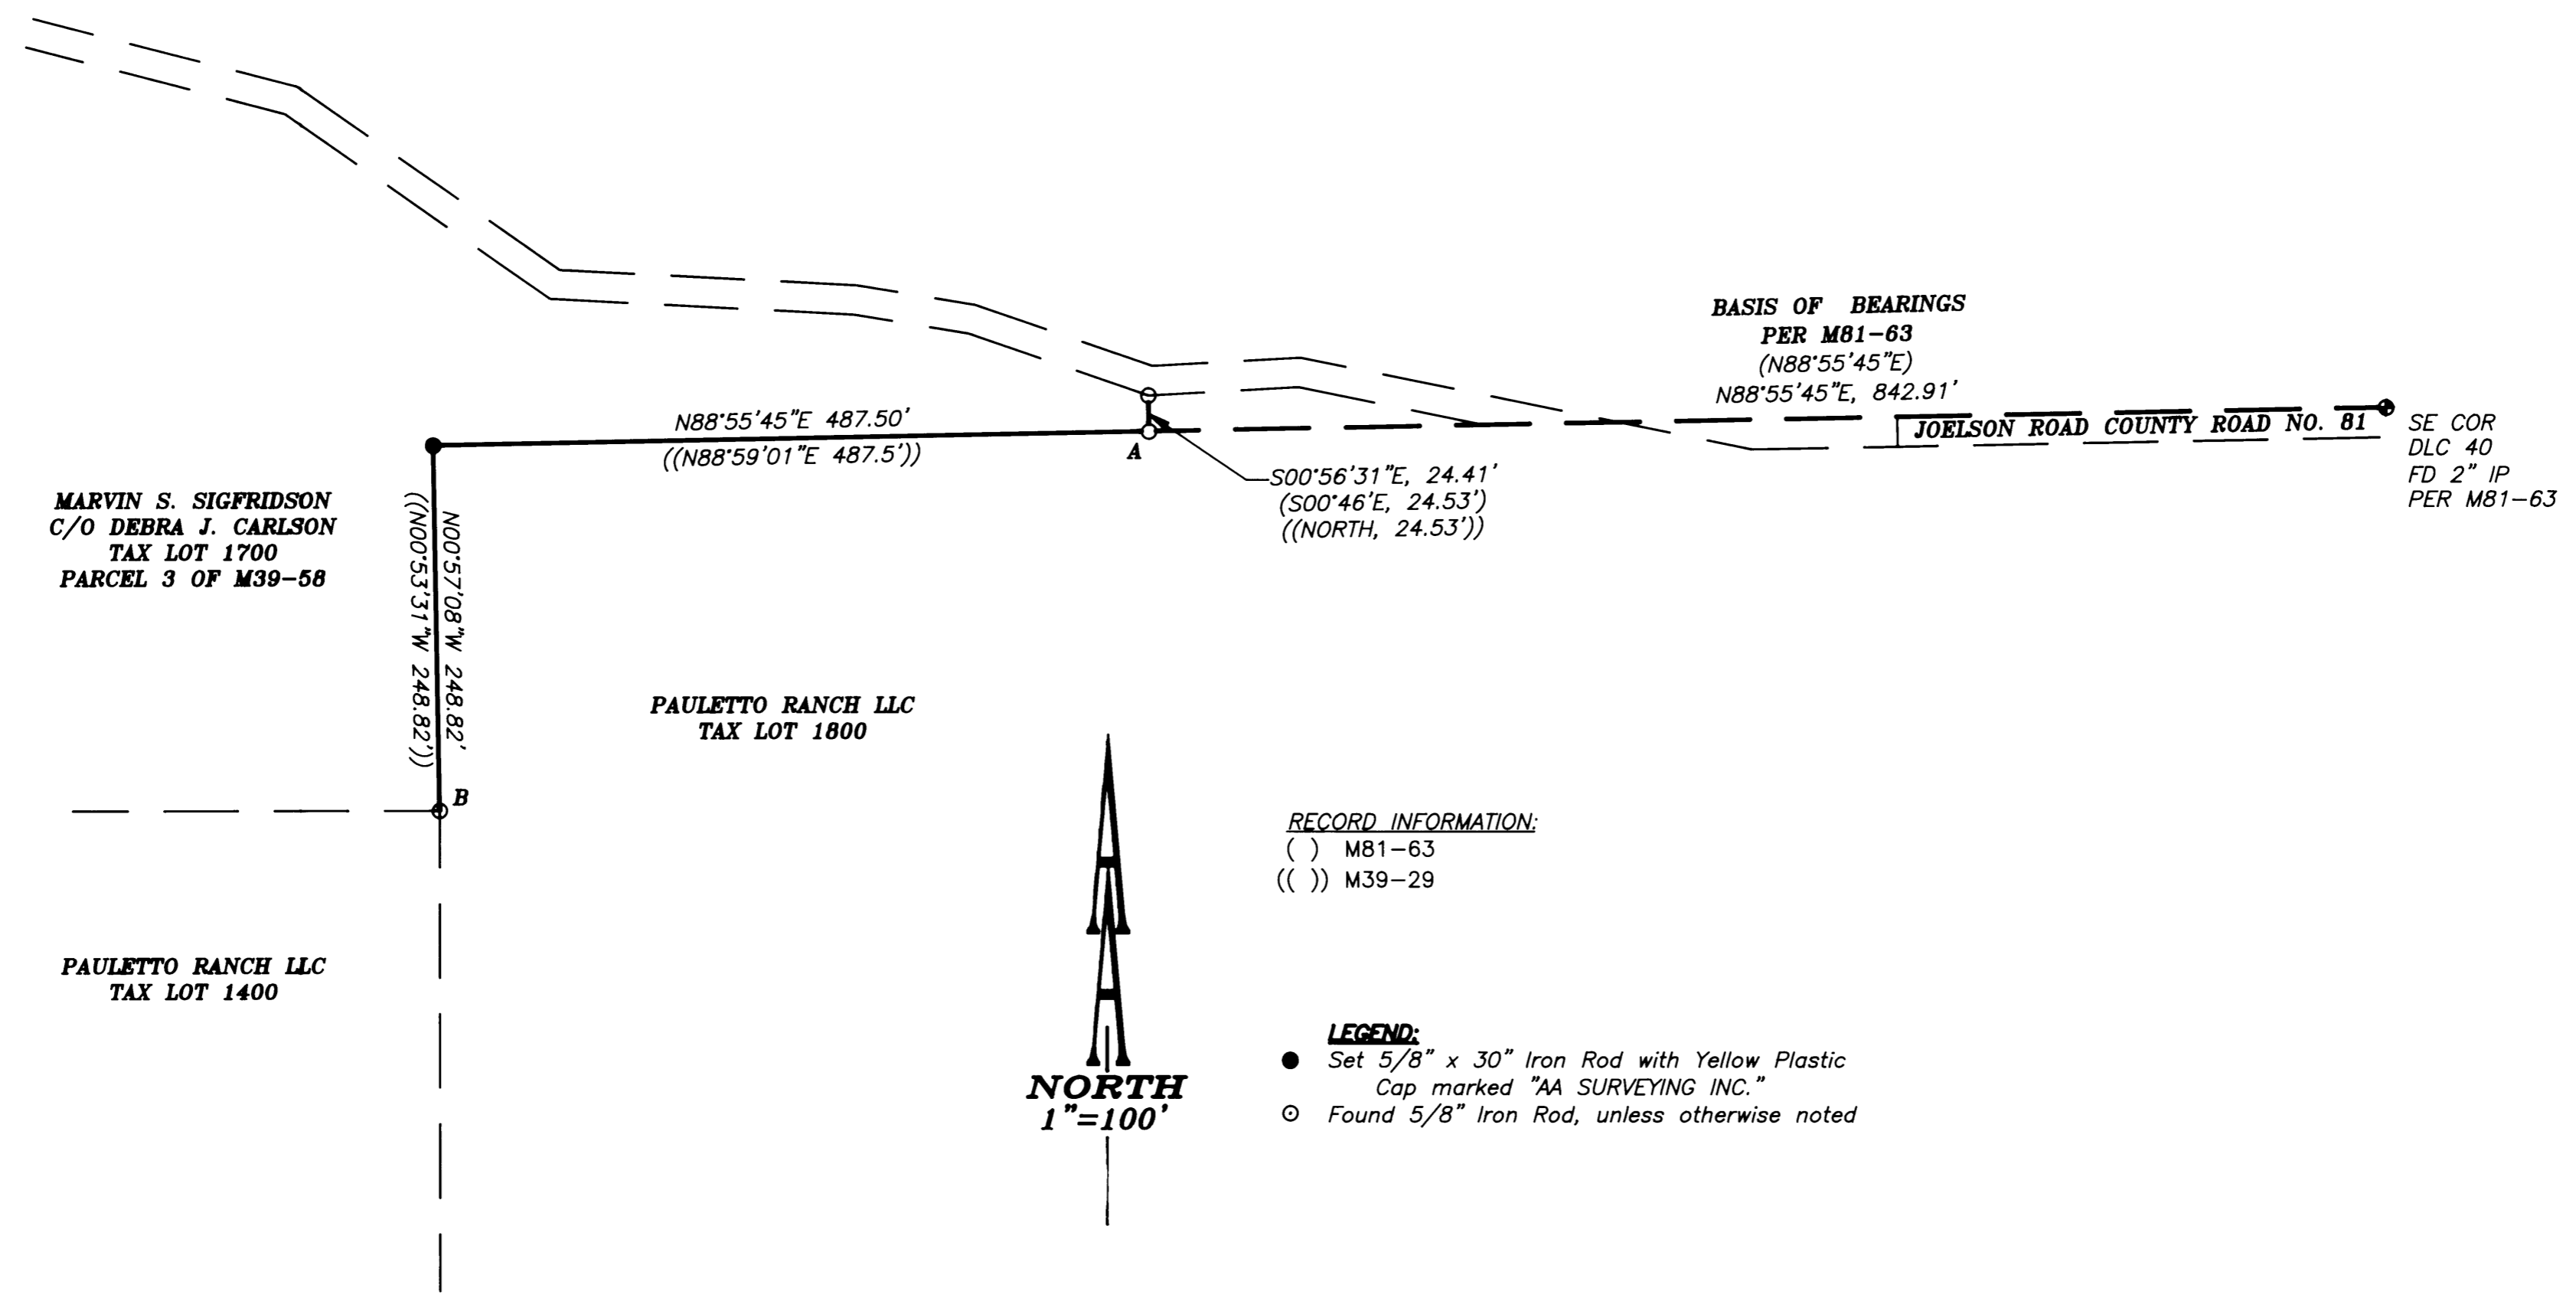 BASIS OF BEARINGS
PER M81-63
(N88°55'45"E)
N88°55'45"E, 842.91'
JOELSON ROAD COUNTY ROAD NO. 81
SE COR
DLC 40
FD 2" IP
PER M81-63
N88°55'45"E 487.50'
((N88°59'01"E 487.5'))
A
S00°56'31"E, 24.41'
(S00°46'E, 24.53')
((NORTH, 24.53'))
MARVIN S. SIGFRIDSON
C/O DEBRA J. CARLSON
TAX LOT 1700
PARCEL 3 OF M39-58
N00°57'08"W 248.82'
((N00°53'31"W 248.82'))
B
PAULETTO RANCH LLC
TAX LOT 1800
PAULETTO RANCH LLC
TAX LOT 1400
RECORD INFORMATION:
( ) M81-63
(( )) M39-29
NORTH
1"=100'
LEGEND:
Set 5/8" x 30" Iron Rod with Yellow Plastic
Cap marked "AA SURVEYING INC."
Found 5/8" Iron Rod, unless otherwise noted